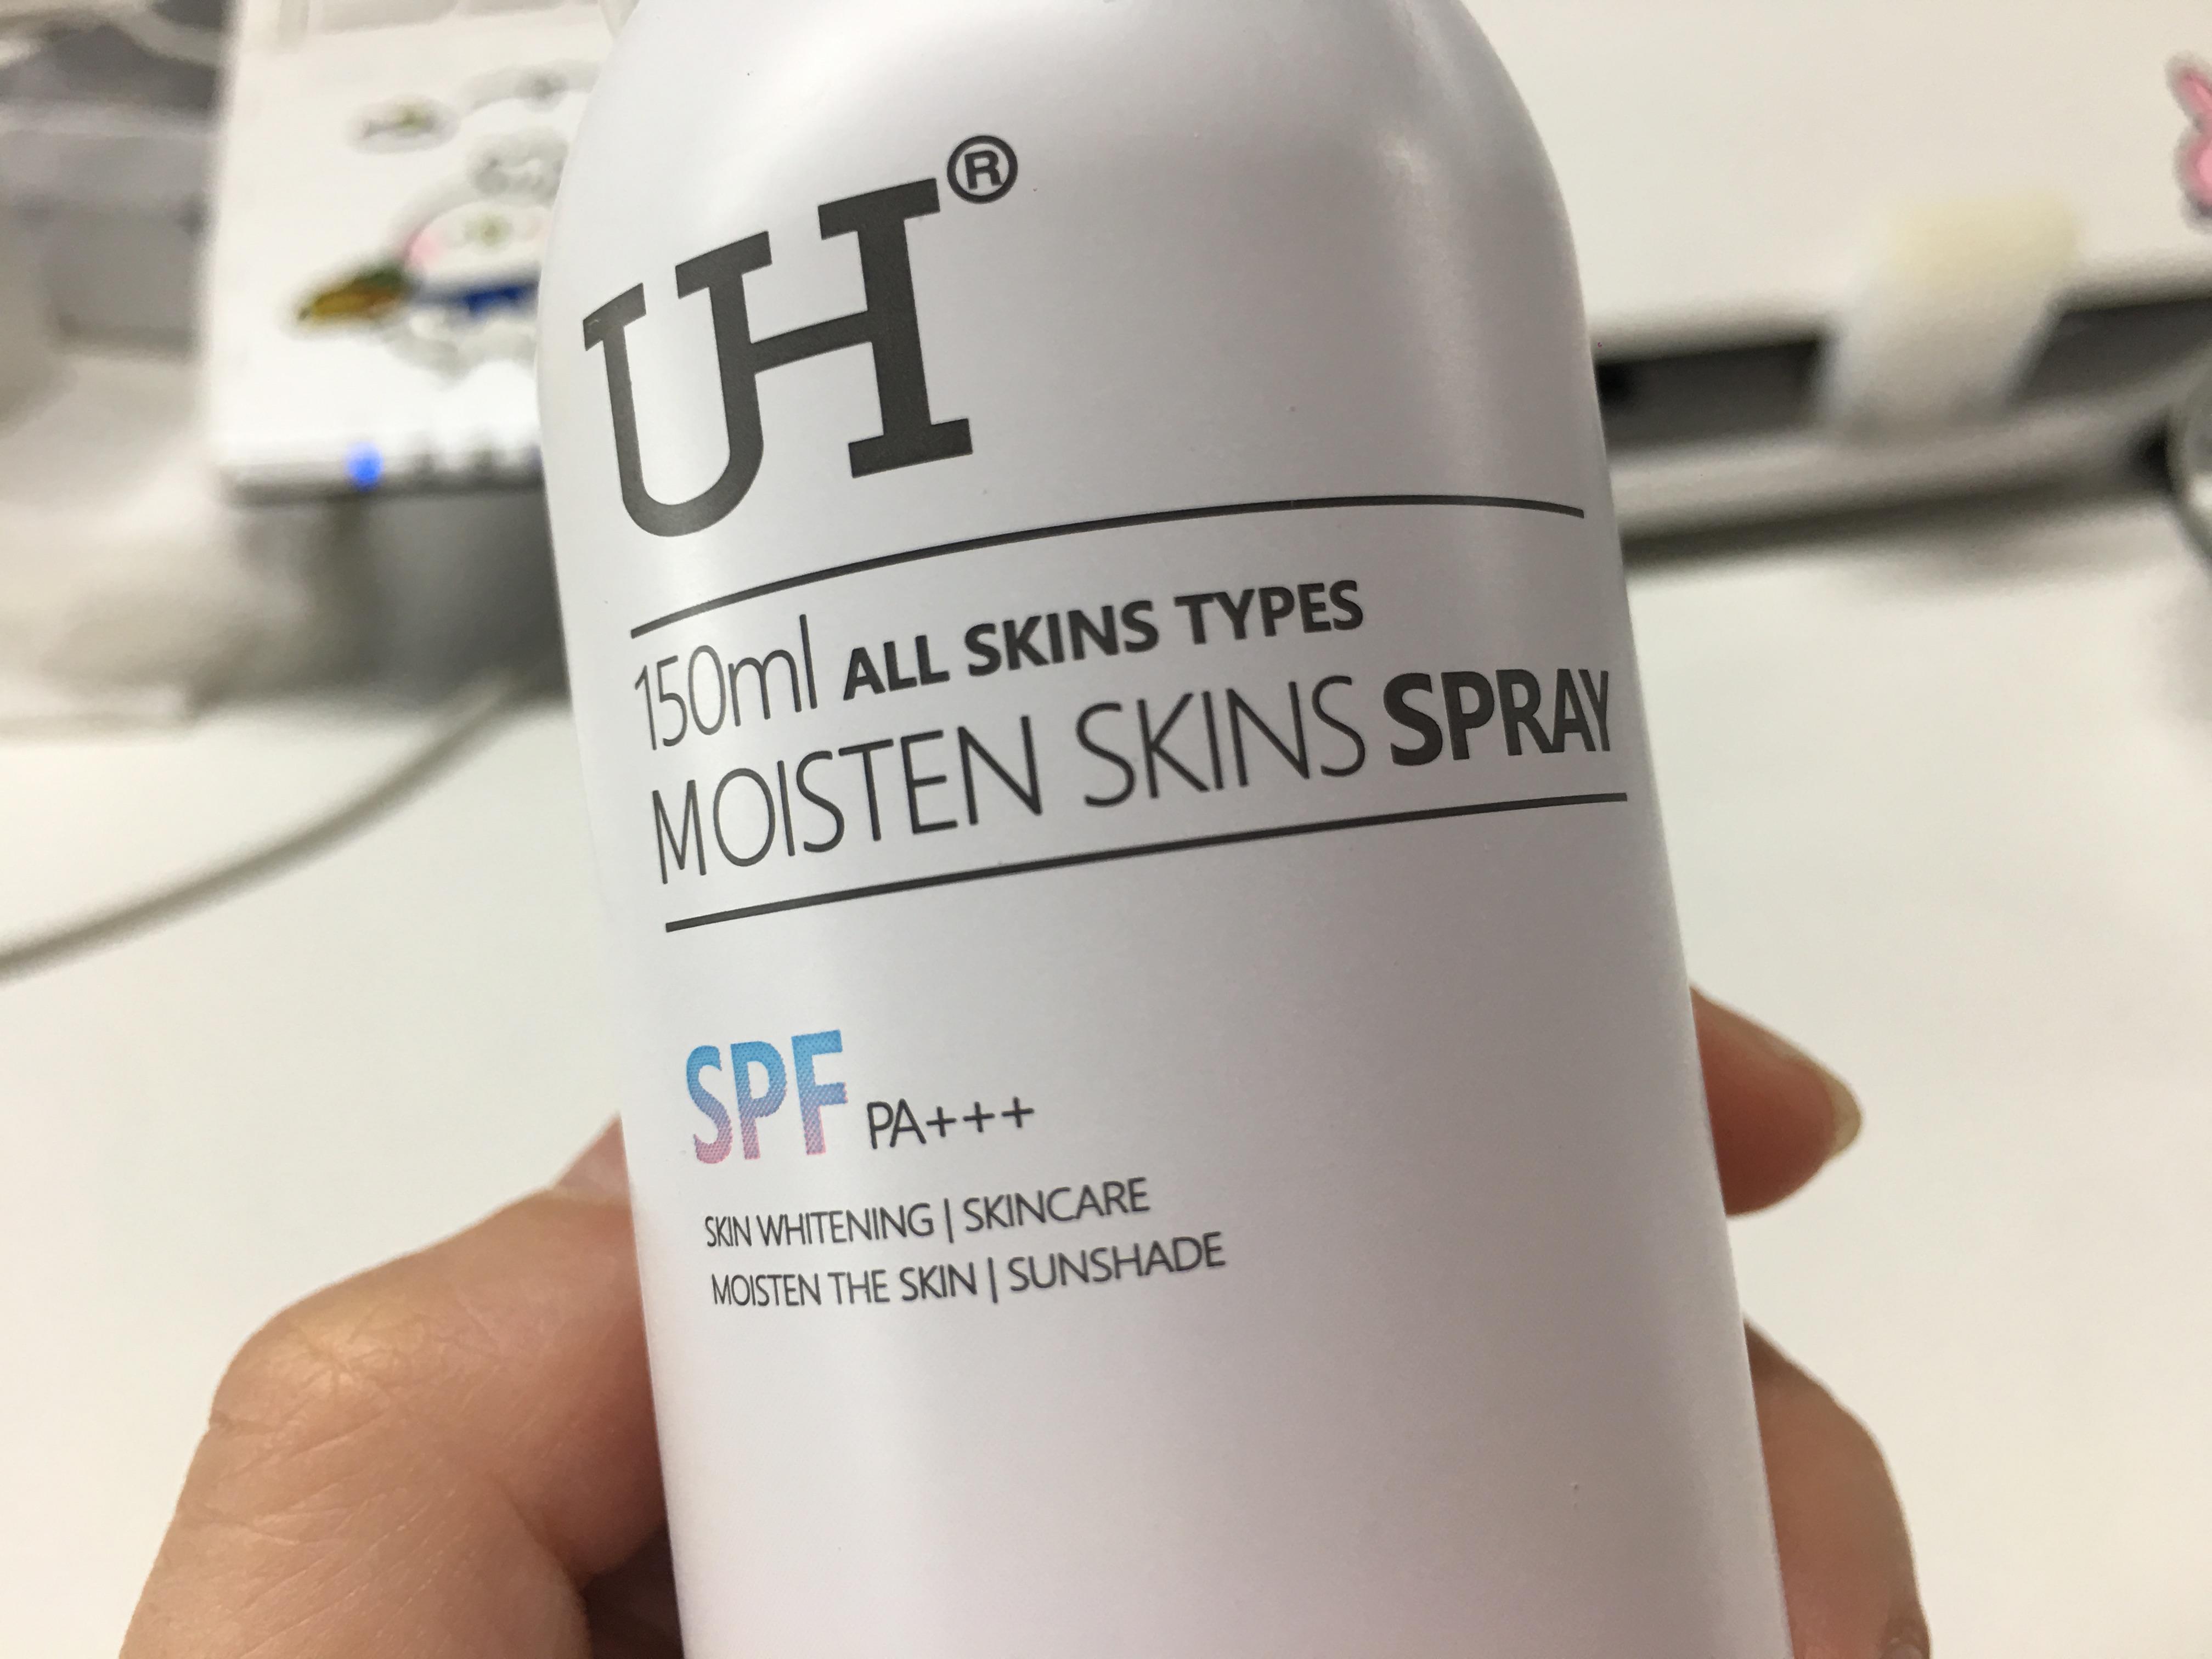 UH®
150ml ALL SKINS TYPES
MOISTEN SKINS SPRAY
SPF PA+++
SKIN WHITENING | SKINCARE
MOISTEN THE SKIN | SUNSHADE